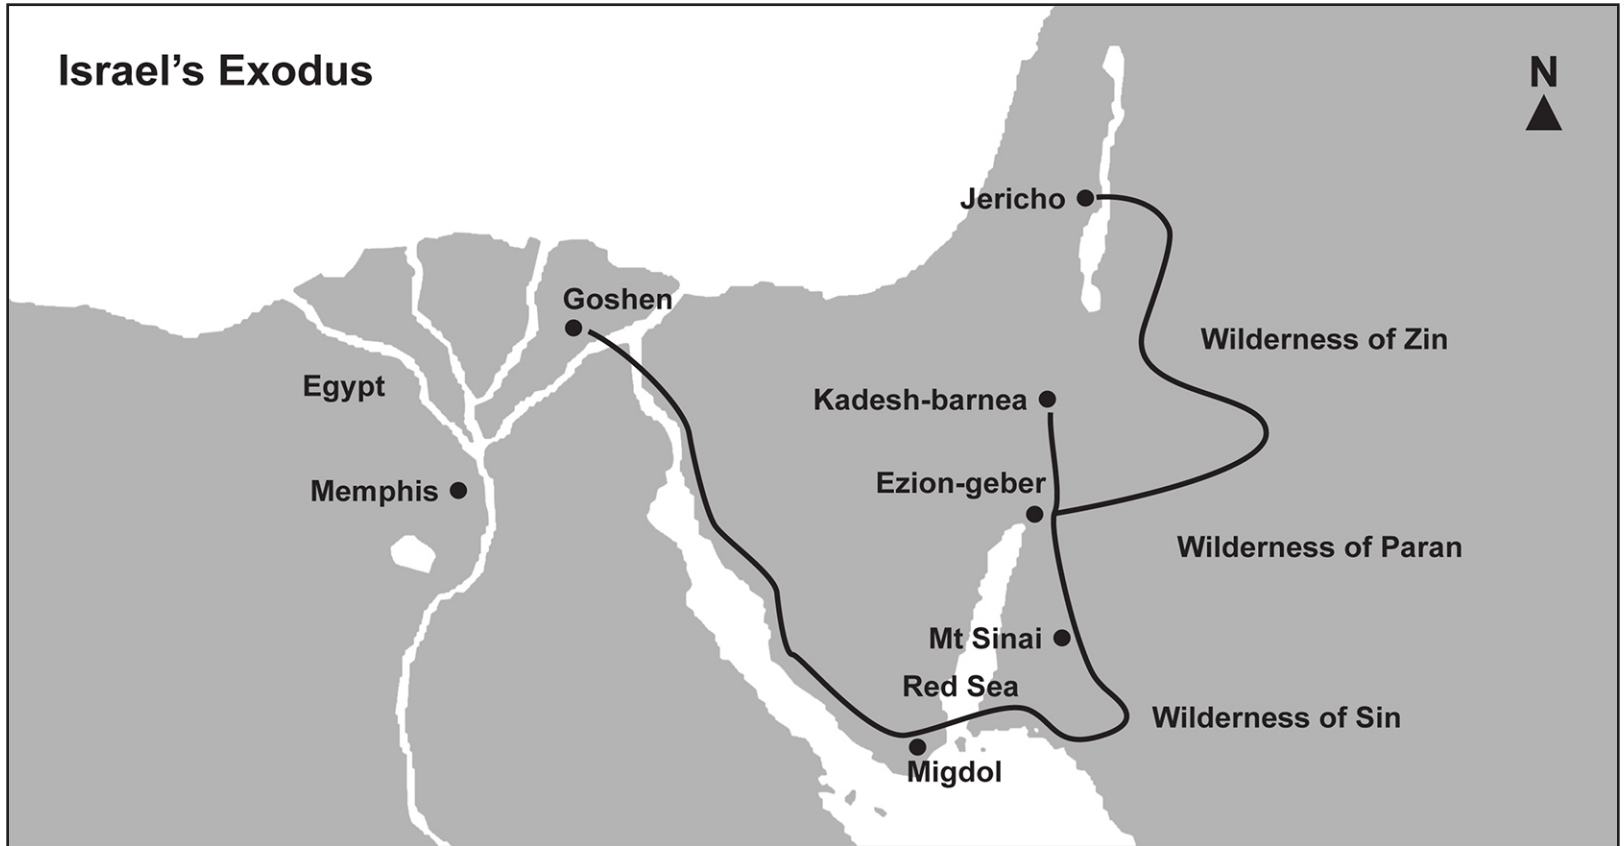 Israel's Exodus
N
Jericho
Goshen
Wilderness of Zin
Egypt
Kadesh-barnea
Ezion-geber
Memphis
Wilderness of Paran
Mt Sinai
Red Sea
Wilderness of Sin
Migdol